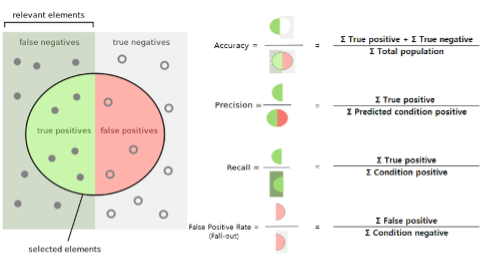 relevant elements
false negatives
true negatives
true positives
false positives
selected elements
Accuracy =
=
Σ True positive + Σ True negative
Σ Total population
Precision =
=
Σ True positive
Σ Predicted condition positive
Recall =
=
Σ True positive
Σ Condition positive
False Positive Rate =
(Fall-out)
=
Σ False positive
Σ Condition negative